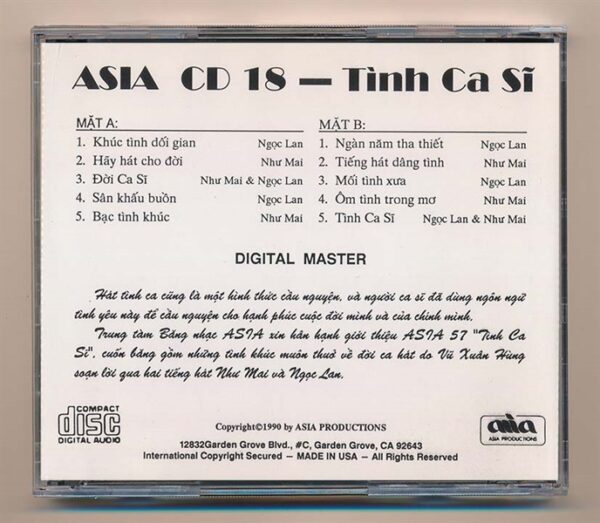 ASIA CD 18 — Tình Ca Sĩ
MẶT A:
1. Khúc tình dối gian Ngọc Lan
2. Hãy hát cho đời Như Mai
3. Đời Ca Sĩ Như Mai & Ngọc Lan
4. Sân khấu buồn Ngọc Lan
5. Bạc tình khúc Như Mai
MẶT B:
1. Ngàn năm tha thiết Ngọc Lan
2. Tiếng hát dâng tình Như Mai
3. Mối tình xưa Ngọc Lan
4. Ôm tình trong mơ Như Mai
5. Tình Ca Sĩ Ngọc Lan & Như Mai
DIGITAL MASTER
Hát tình ca cũng là một hình thức cầu nguyện, và người ca sĩ đã dùng ngôn ngữ
tình yêu này để cầu nguyện cho hạnh phúc cuộc đời mình và của chính mình.
Trung tâm Băng nhạc ASIA xin hân hạnh giới thiệu ASIA 57 "Tình Ca
Sĩ", cuốn băng gồm những tình khúc muôn thuở về đời ca hát do Vũ Xuân Hùng
soạn lời qua hai tiếng hát Như Mai và Ngọc Lan.
COMPACT
disc
DIGITAL AUDIO
Copyright©1990 by ASIA PRODUCTIONS
12832Garden Grove Blvd., #C, Garden Grove, CA 92643
International Copyright Secured — MADE IN USA — All Rights Reserved
asia
ASIA PRODUCTIONS